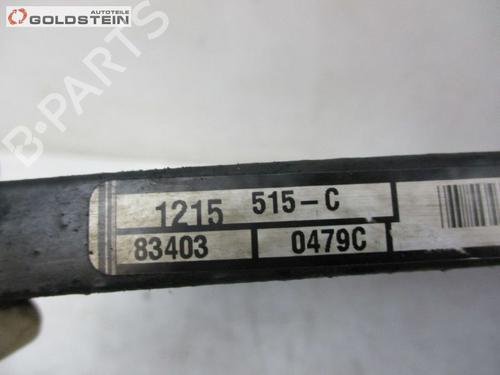 AUTOTEILE
GOLDSTEIN
B-PARTS
1215 515-C
83403 0479C